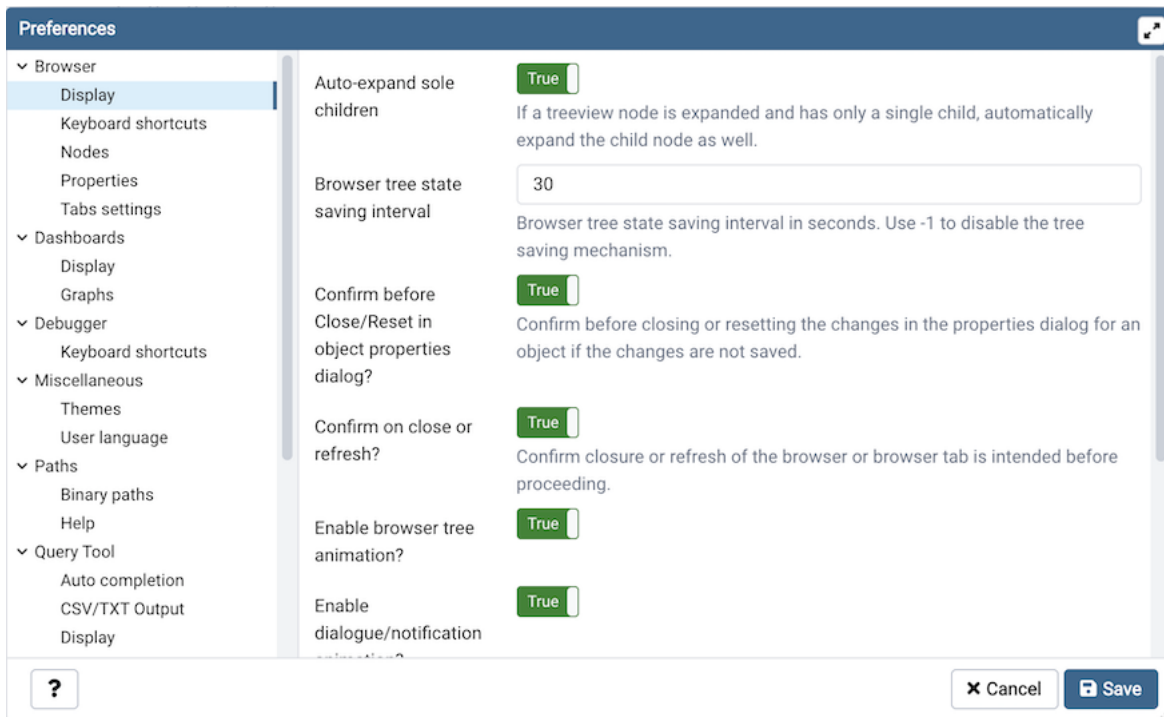 Preferences
Browser
Display
Keyboard shortcuts
Nodes
Properties
Tabs settings
Dashboards
Display
Graphs
Debugger
Keyboard shortcuts
Miscellaneous
Themes
User language
Paths
Binary paths
Help
Query Tool
Auto completion
CSV/TXT Output
Display
Auto-expand sole
children
True
If a treeview node is expanded and has only a single child, automatically
expand the child node as well.
Browser tree state
saving interval
30
Browser tree state saving interval in seconds. Use -1 to disable the tree
saving mechanism.
Confirm before
Close/Reset in
object properties
dialog?
True
Confirm before closing or resetting the changes in the properties dialog for an
object if the changes are not saved.
Confirm on close or
refresh?
True
Confirm closure or refresh of the browser or browser tab is intended before
proceeding.
Enable browser tree
animation?
True
Enable
dialogue/notification
True
?
Cancel
Save